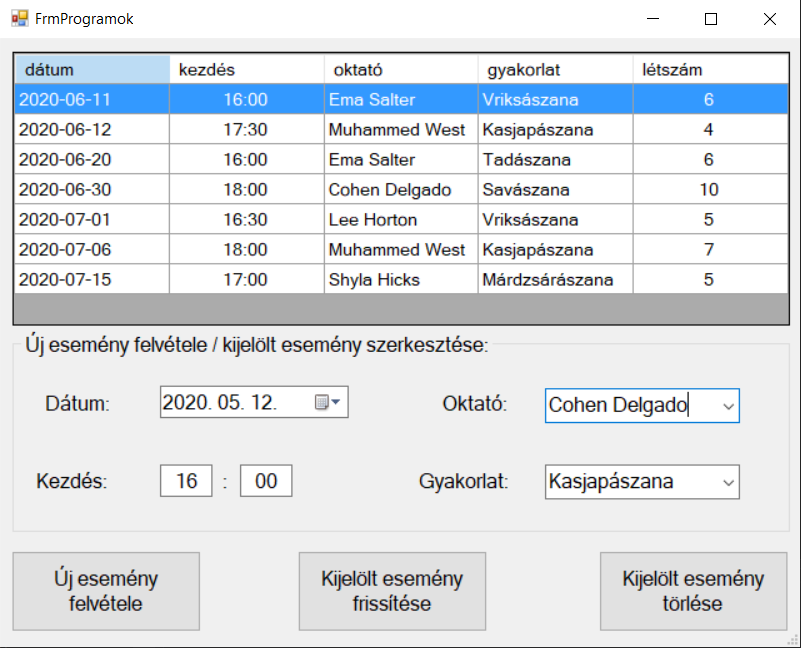 FrmProgramok
dátum kezdés oktató gyakorlat létszám
2020-06-11 16:00 Ema Salter Vriksászana 6
2020-06-12 17:30 Muhammed West Kasjapászana 4
2020-06-20 16:00 Ema Salter Tadászana 6
2020-06-30 18:00 Cohen Delgado Savászana 10
2020-07-01 16:30 Lee Horton Vriksászana 5
2020-07-06 18:00 Muhammed West Kasjapászana 7
2020-07-15 17:00 Shyla Hicks Márdzsárászana 5
Új esemény felvétele / kijelölt esemény szerkesztése:
Dátum: 2020. 05. 12. Oktató: Cohen Delgado
Kezdés: 16 : 00 Gyakorlat: Kasjapászana
Új esemény felvétele
Kijelölt esemény frissítése
Kijelölt esemény törlése